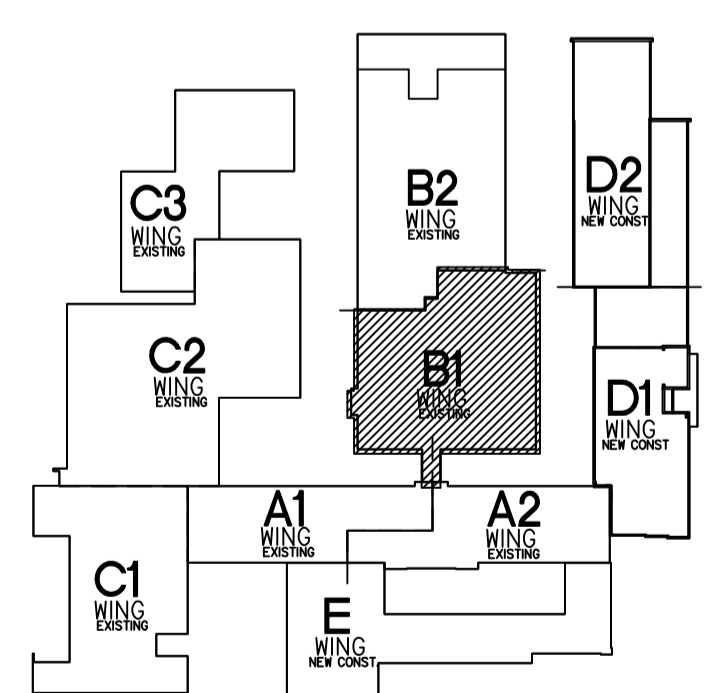 C3
WING
EXISTING
B2
WING
EXISTING
D2
WING
NEW CONST
C2
WING
EXISTING
B1
WING
EXISTING
D1
WING
NEW CONST
A1
WING
EXISTING
A2
WING
EXISTING
C1
WING
EXISTING
E
WING
NEW CONST.